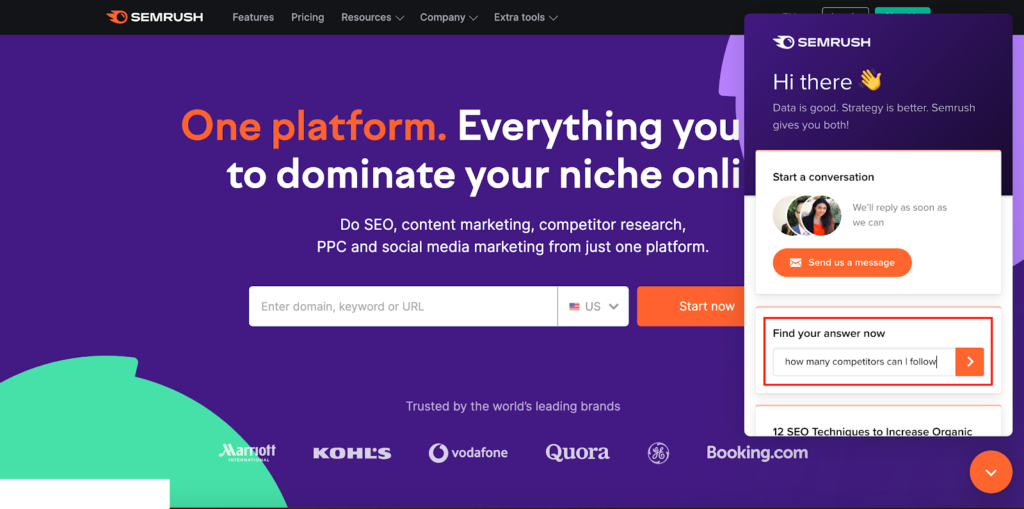 SEMRUSH
Features Pricing Resources Company Extra tools
One platform. Everything you
to dominate your niche onli
Do SEO, content marketing, competitor research,
PPC and social media marketing from just one platform.
Enter domain, keyword or URL US Start now
Trusted by the world's leading brands
Marriott
INTERNATIONAL
KOHL'S
vodafone
Quora
GE
Booking.com
SEMRUSH
Hi there
Data is good. Strategy is better. Semrush
gives you both!
Start a conversation
We'll reply as soon as
we can
Send us a message
Find your answer now
how many competitors can I follow
12 SEO Techniques to Increase Organic